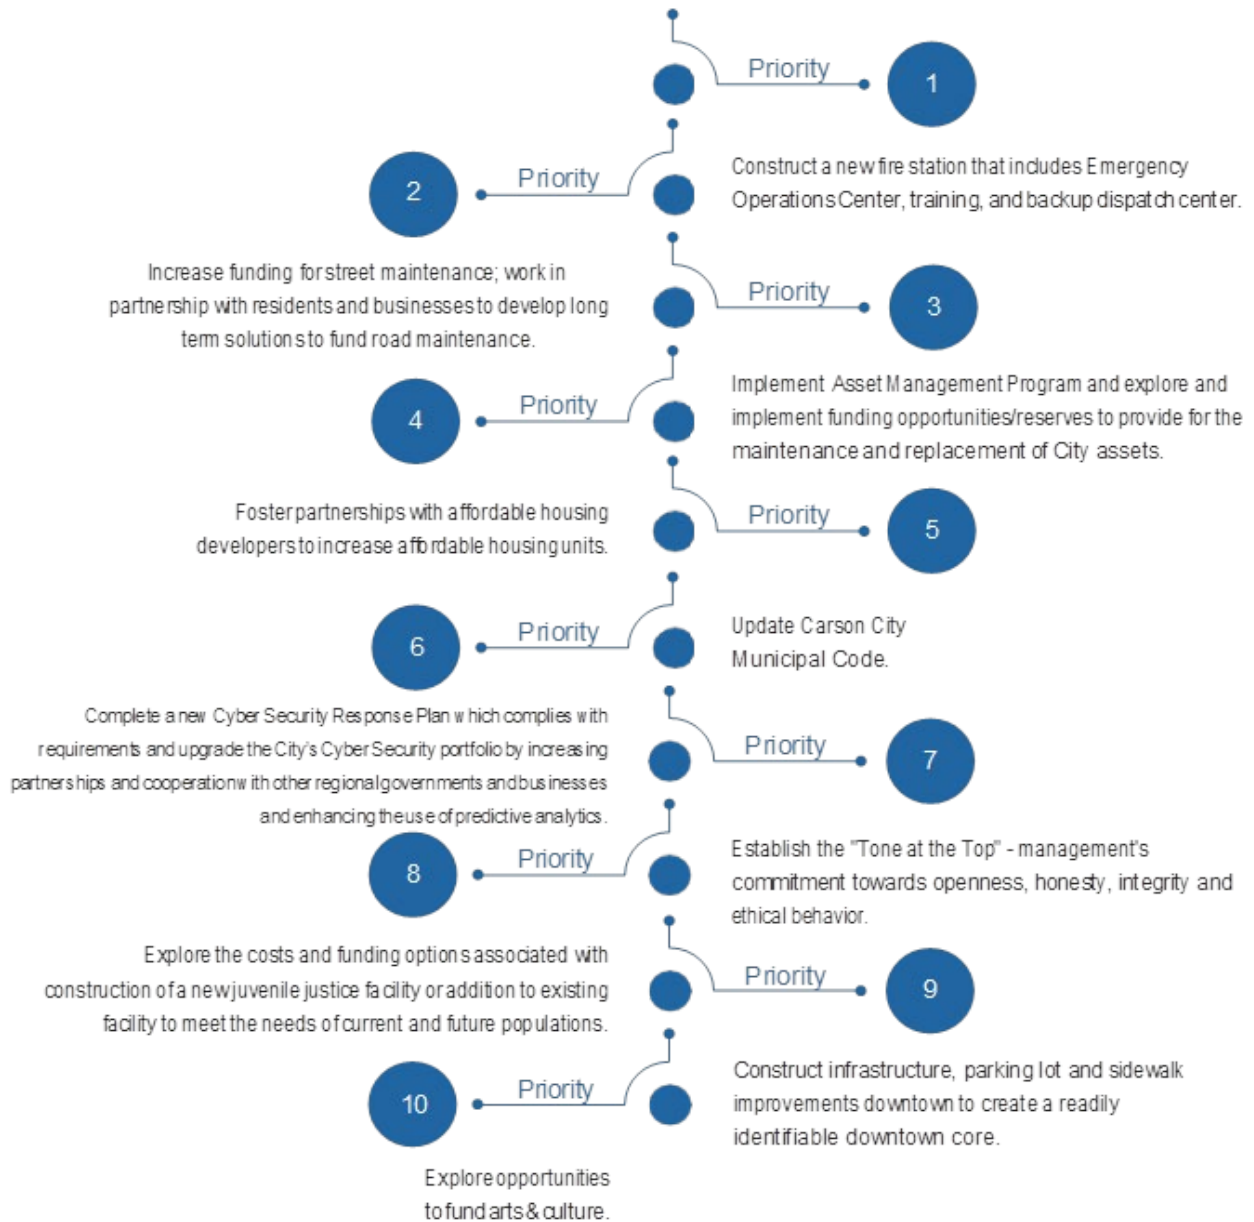 Priority
1
Construct a new fire station that includes Emergency
Operations Center, training, and backup dispatch center.
Priority
2
Increase funding for street maintenance; work in
partnership with residents and businesses to develop long
term solutions to fund road maintenance.
Priority
3
Implement Asset Management Program and explore and
implement funding opportunities/reserves to provide for the
maintenance and replacement of City assets.
Priority
4
Foster partnerships with affordable housing
developers to increase affordable housing units.
Priority
5
Update Carson City
Municipal Code.
Priority
6
Complete a new Cyber Security Response Plan which complies with
requirements and upgrade the City's Cyber Security portfolio by increasing
partnerships and cooperation with other regional governments and businesses
and enhancing the use of predictive analytics.
Priority
7
Establish the "Tone at the Top" - management's
commitment towards openness, honesty, integrity and
ethical behavior.
Priority
8
Explore the costs and funding options associated with
construction of a new juvenile justice facility or addition to existing
facility to meet the needs of current and future populations.
Priority
9
Construct infrastructure, parking lot and sidewalk
improvements downtown to create a readily
identifiable downtown core.
Priority
10
Explore opportunities
to fund arts & culture.